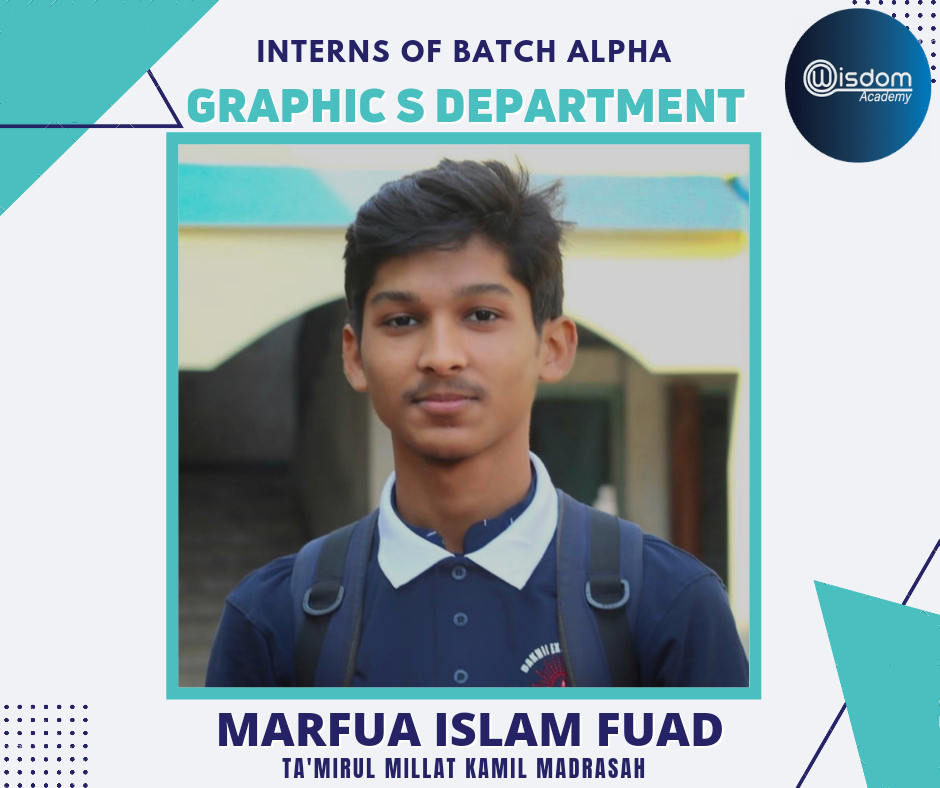 INTERNS OF BATCH ALPHA
GRAPHIC S DEPARTMENT
Wisdom
Academy
MARFUA ISLAM FUAD
TA'MIRUL MILLAT KAMIL MADRASAH